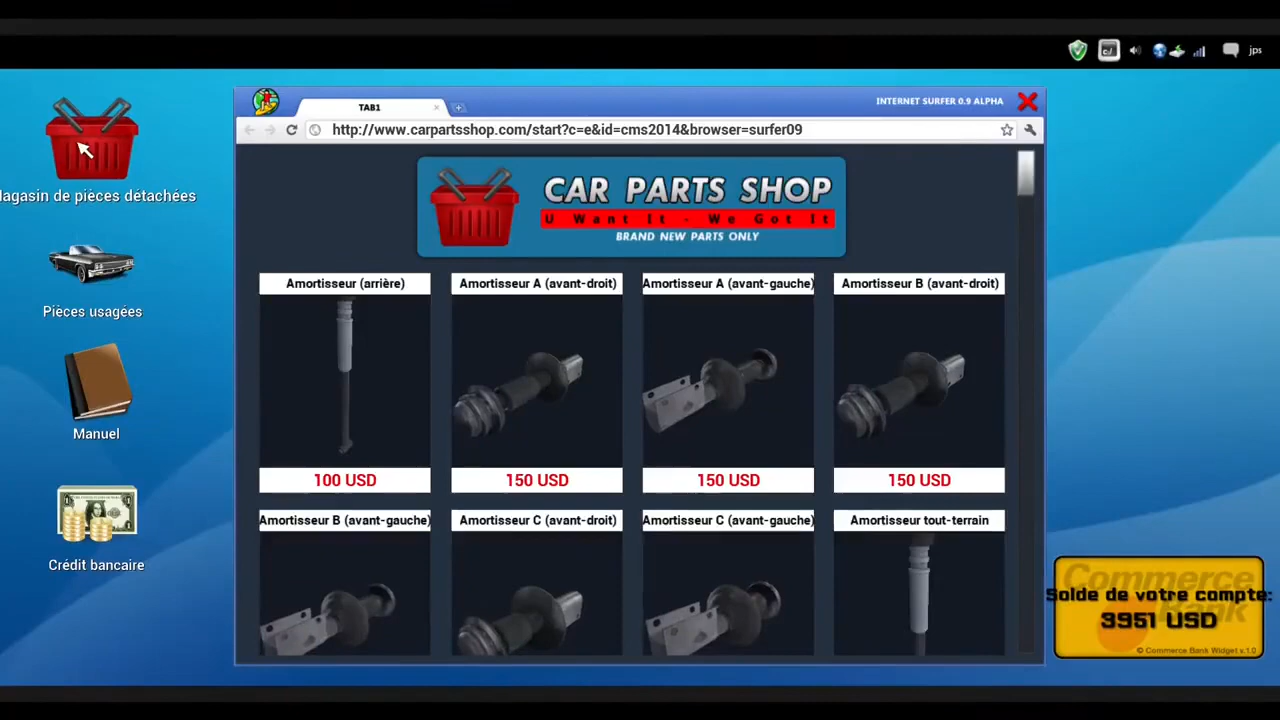 jps
TAB1
INTERNET SURFER 0.9 ALPHA
http://www.carpartsshop.com/start?c=e&id=cms2014&browser=surfer09
CAR PARTS SHOP
U Want It - We Got It
BRAND NEW PARTS ONLY
agasin de pièces détachées
Pièces usagées
Manuel
Crédit bancaire
Amortisseur (arrière)
Amortisseur A (avant-droit)
Amortisseur A (avant-gauche)
Amortisseur B (avant-droit)
100 USD
150 USD
150 USD
150 USD
Amortisseur B (avant-gauche)
Amortisseur C (avant-droit)
Amortisseur C (avant-gauche)
Amortisseur tout-terrain
Commerce
Bank
Solde de votre compte:
3951 USD
© Commerce Bank Widget v.1.0